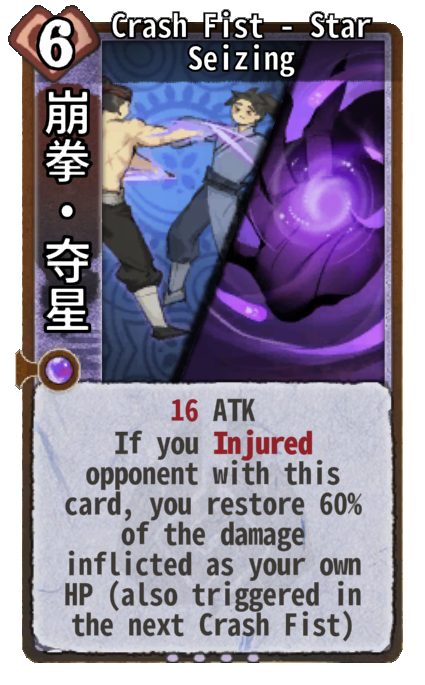 6
Crash Fist - Star
Seizing
崩拳·夺星
16 ATK
If you Injured
opponent with this
card, you restore 60%
of the damage
inflicted as your own
HP (also triggered in
the next Crash Fist)